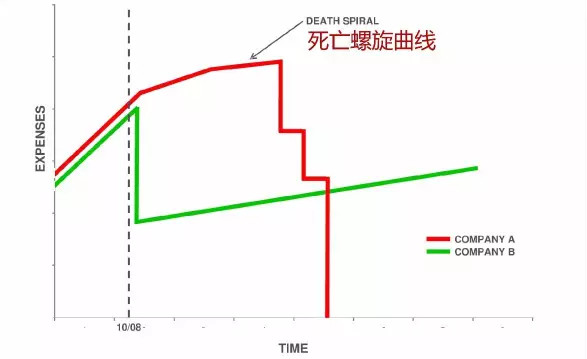 DEATH SPIRAL
死亡螺旋曲线
EXPENSES
COMPANY A
COMPANY B
10/08
TIME